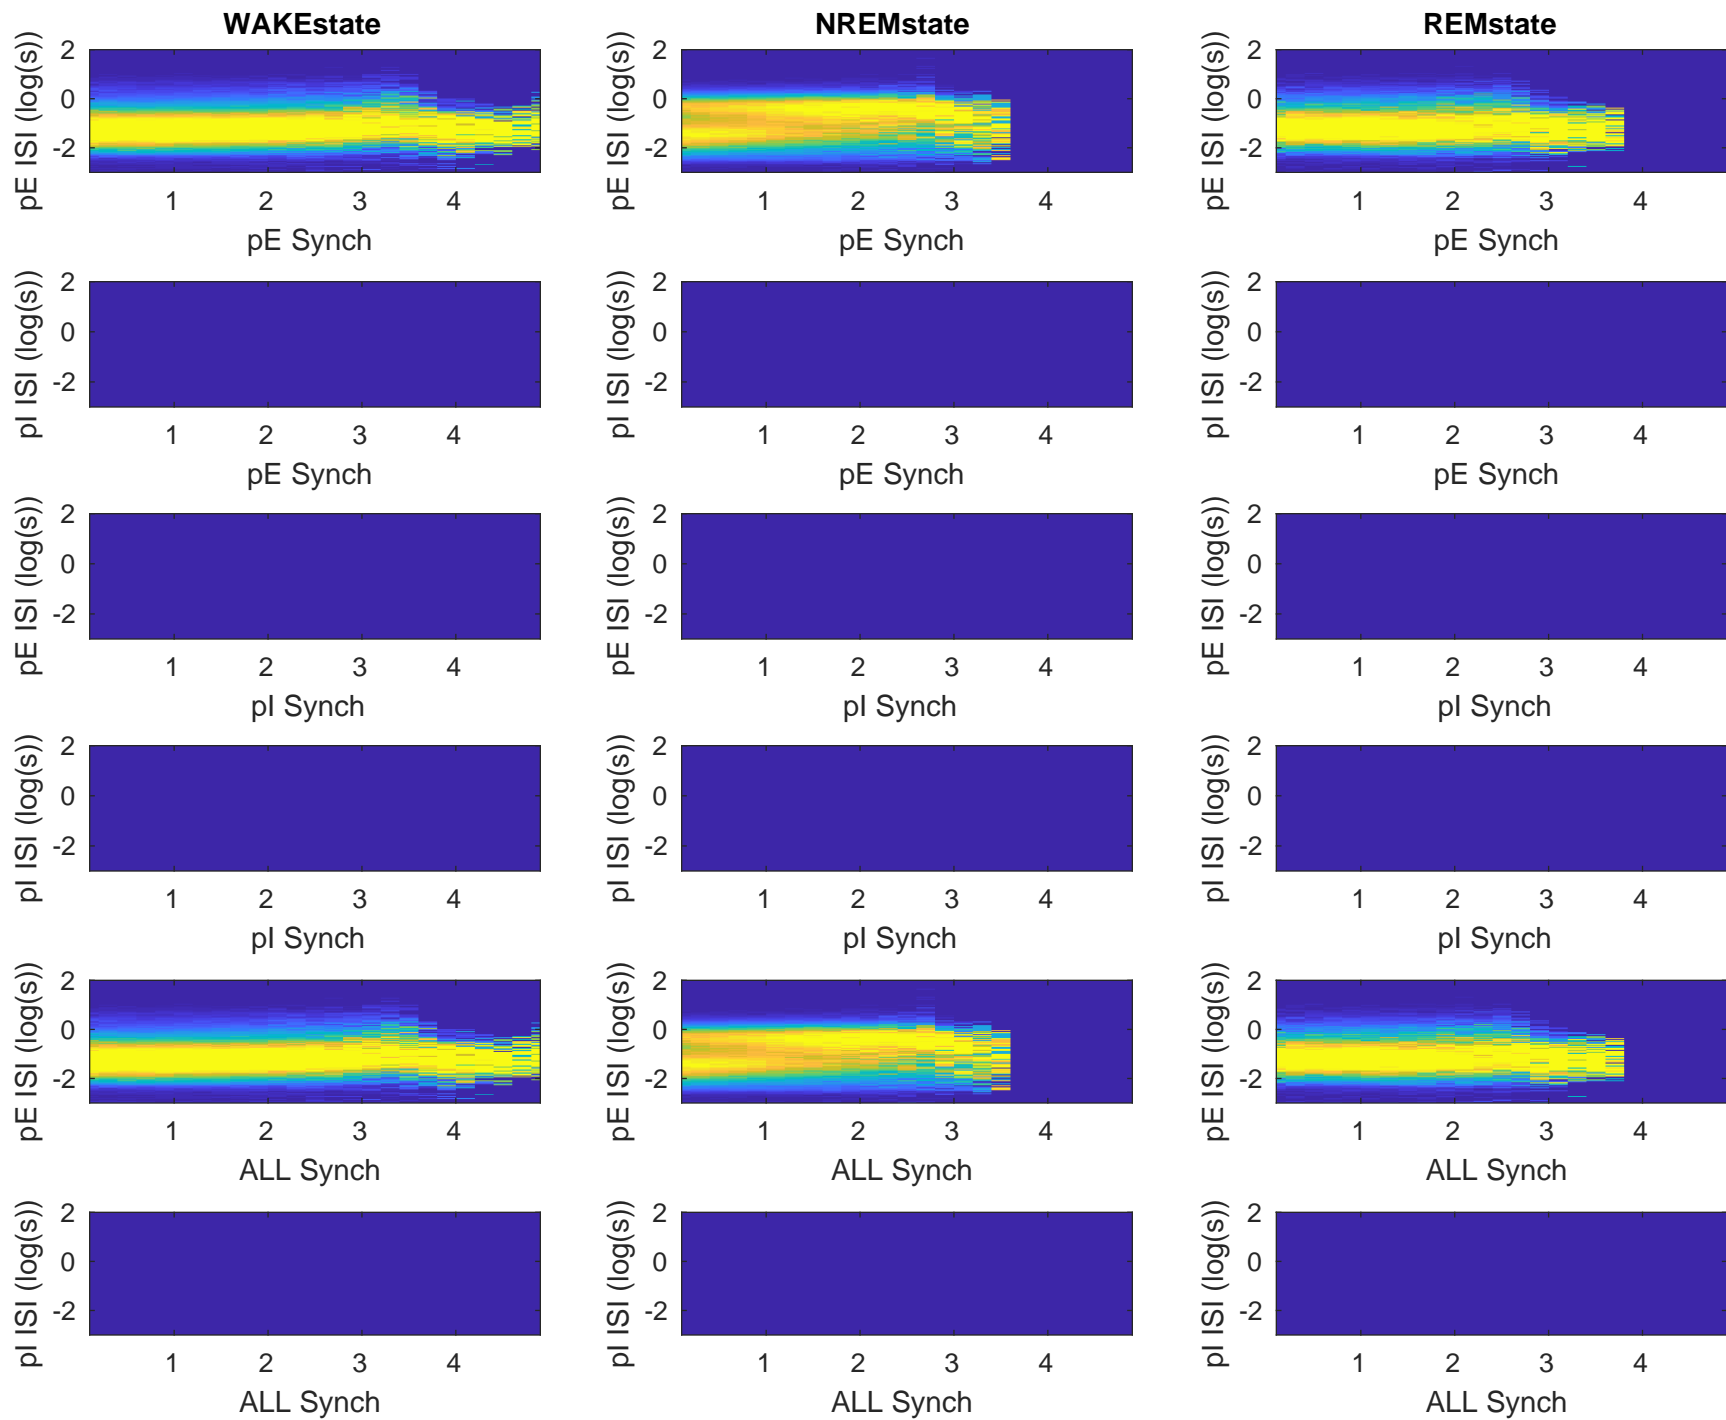 WAKEstate NREMstate REMstate
pE ISI (log(s)) 2 0 -2 1 2 3 4 pE Synch
pE ISI (log(s)) 2 0 -2 1 2 3 4 pE Synch
pE ISI (log(s)) 2 0 -2 1 2 3 4 pE Synch
pI ISI (log(s)) 2 0 -2 1 2 3 4 pE Synch
pI ISI (log(s)) 2 0 -2 1 2 3 4 pE Synch
pI ISI (log(s)) 2 0 -2 1 2 3 4 pE Synch
pE ISI (log(s)) 2 0 -2 1 2 3 4 pI Synch
pE ISI (log(s)) 2 0 -2 1 2 3 4 pI Synch
pE ISI (log(s)) 2 0 -2 1 2 3 4 pI Synch
pI ISI (log(s)) 2 0 -2 1 2 3 4 pI Synch
pI ISI (log(s)) 2 0 -2 1 2 3 4 pI Synch
pI ISI (log(s)) 2 0 -2 1 2 3 4 pI Synch
pE ISI (log(s)) 2 0 -2 1 2 3 4 ALL Synch
pE ISI (log(s)) 2 0 -2 1 2 3 4 ALL Synch
pE ISI (log(s)) 2 0 -2 1 2 3 4 ALL Synch
pI ISI (log(s)) 2 0 -2 1 2 3 4 ALL Synch
pI ISI (log(s)) 2 0 -2 1 2 3 4 ALL Synch
pI ISI (log(s)) 2 0 -2 1 2 3 4 ALL Synch